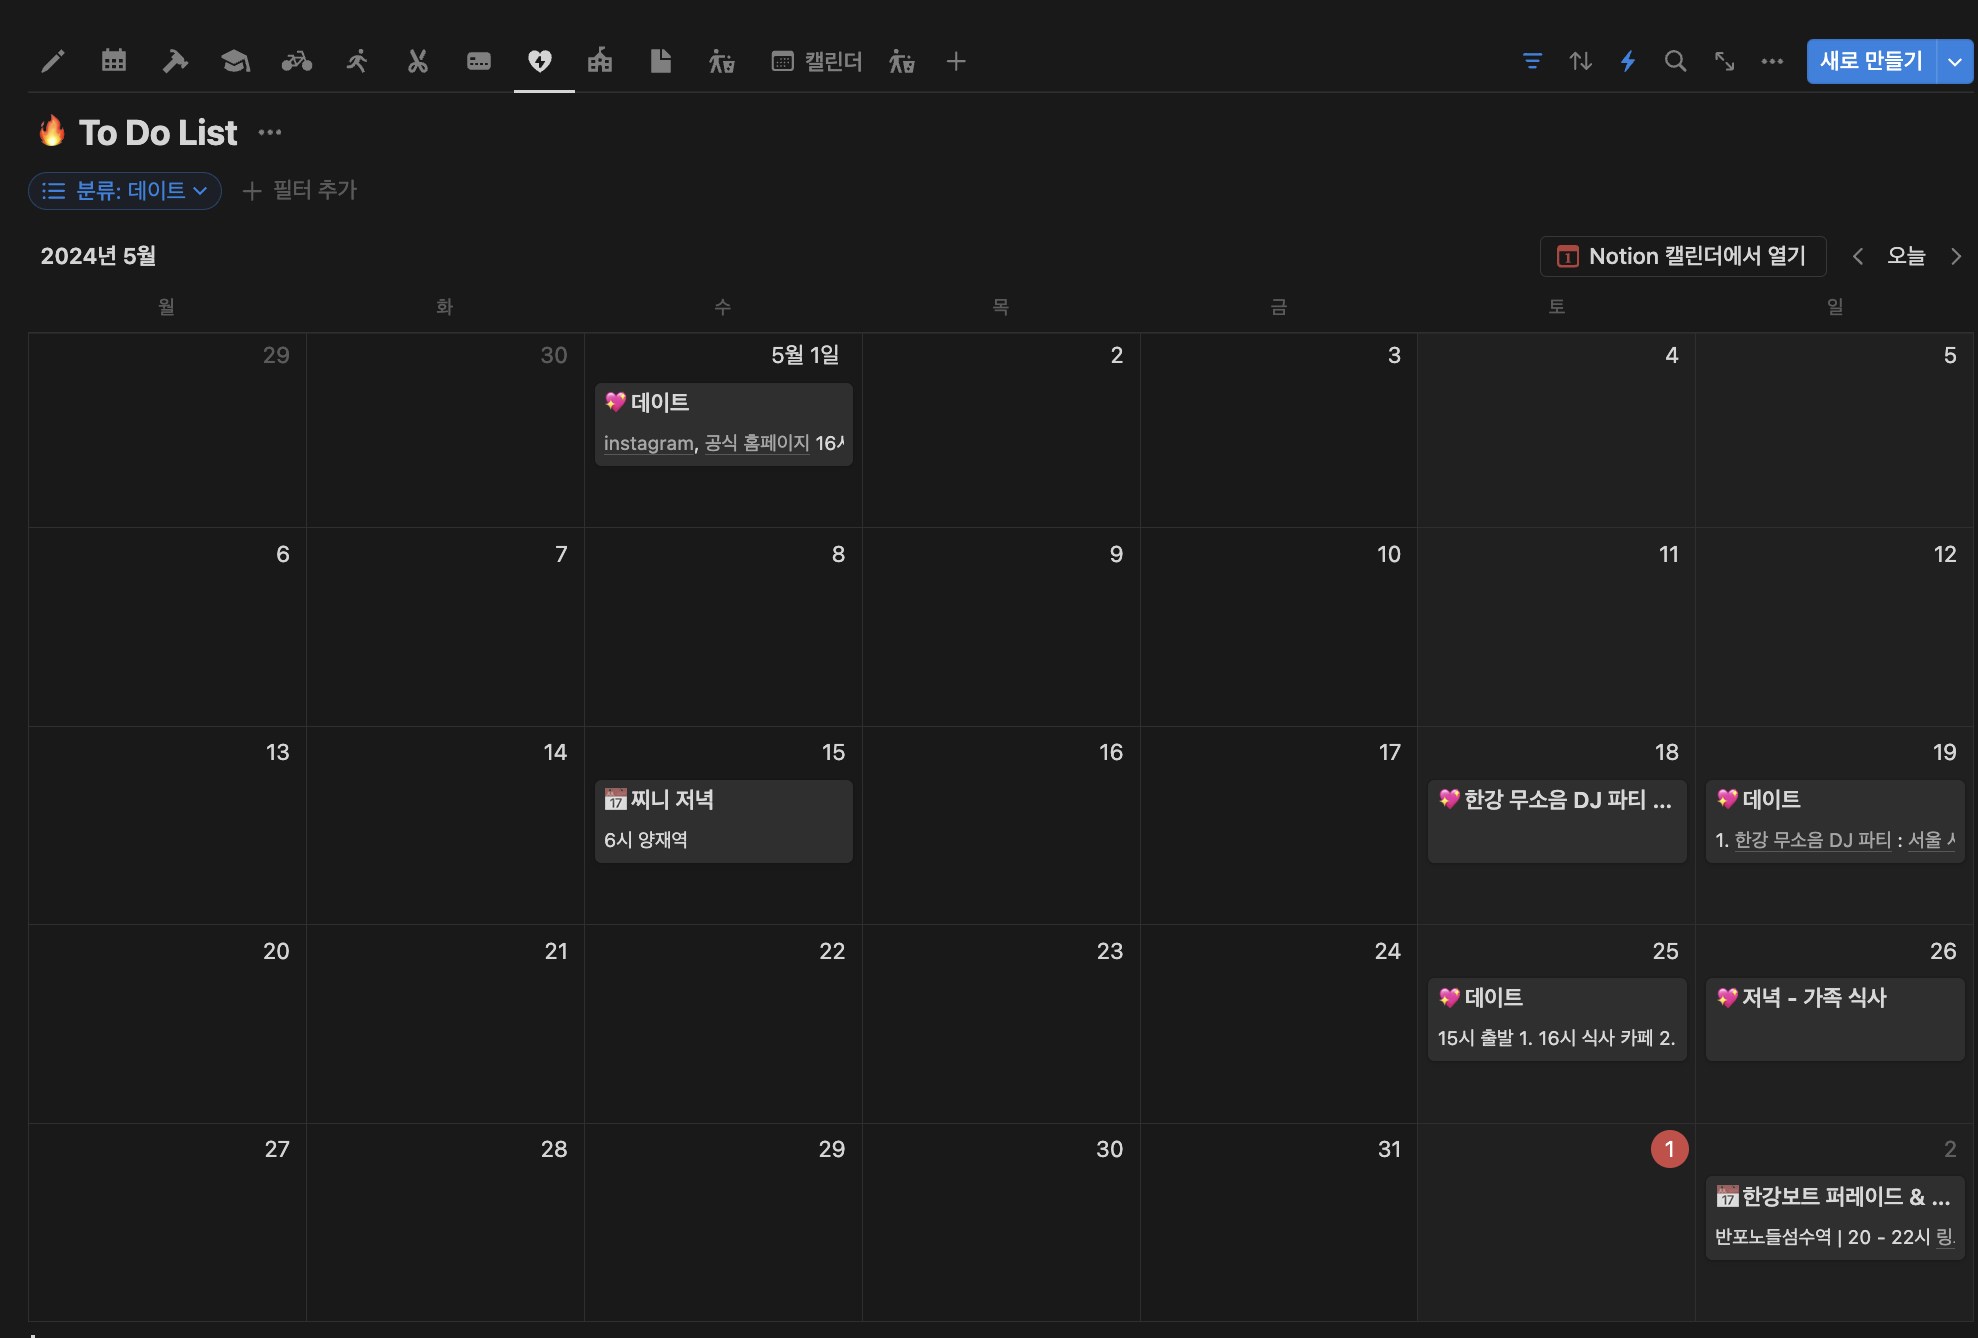 캘린더
새로 만들기
To Do List
분류: 데이트
필터 추가
2024년 5월
Notion 캘린더에서 열기
오늘
월 화 수 목 금 토 일
29 30 5월 1일 2 3 4 5
데이트
instagram, 공식 홈페이지 16
6 7 8 9 10 11 12
13 14 15 16 17 18 19
찌니 저녁
6시 양재역
한강 무소음 DJ 파티 ...
데이트
1. 한강 무소음 DJ 파티 : 서울
20 21 22 23 24 25 26
데이트
15시 출발 1. 16시 식사 카페 2.
저녁 - 가족 식사
27 28 29 30 31 1 2
한강보트 퍼레이드 & ...
반포노들섬수역 | 20 - 22시 링